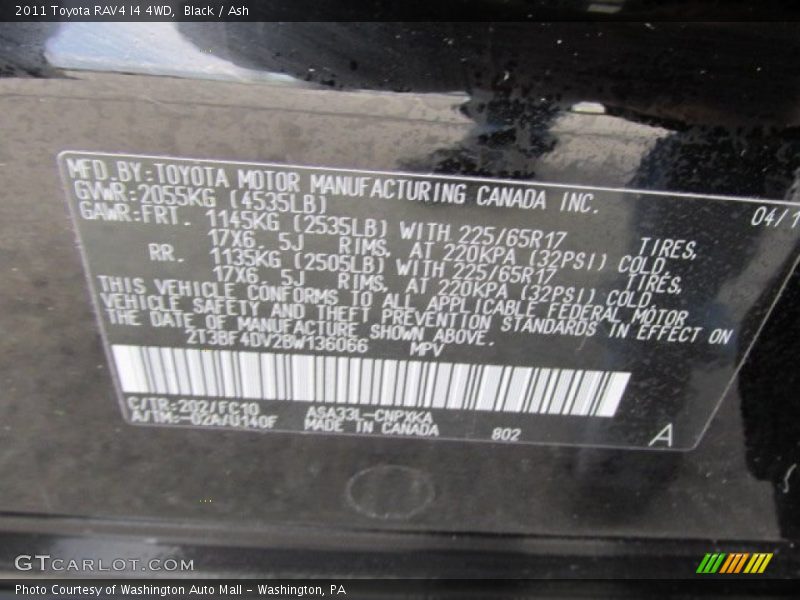 2011 Toyota RAV4 I4 4WD, Black / Ash
MFD.BY:TOYOTA MOTOR MANUFACTURING CANADA INC.
04/1
GVWR:2055KG (4535LB)
GAWR:FRT. 1145KG (2535LB) WITH 225/65R17 TIRES,
17X6.5J RIMS, AT 220KPA (32PSI) COLD,
RR. 1135KG (2505LB) WITH 225/65R17 TIRES,
17X6.5J RIMS, AT 220KPA (32PSI) COLD
THIS VEHICLE CONFORMS TO ALL APPLICABLE FEDERAL MOTOR
VEHICLE SAFETY AND THEFT PREVENTION STANDARDS IN EFFECT ON
THE DATE OF MANUFACTURE SHOWN ABOVE.
2T3BF4DV2BW136066 MPV
C/TR:202/FC10 ASA33L-CNPXKA
A/TM:-02A/U140F MADE IN CANADA 802 A
GTCARLOT.COM
Photo Courtesy of Washington Auto Mall - Washington, PA